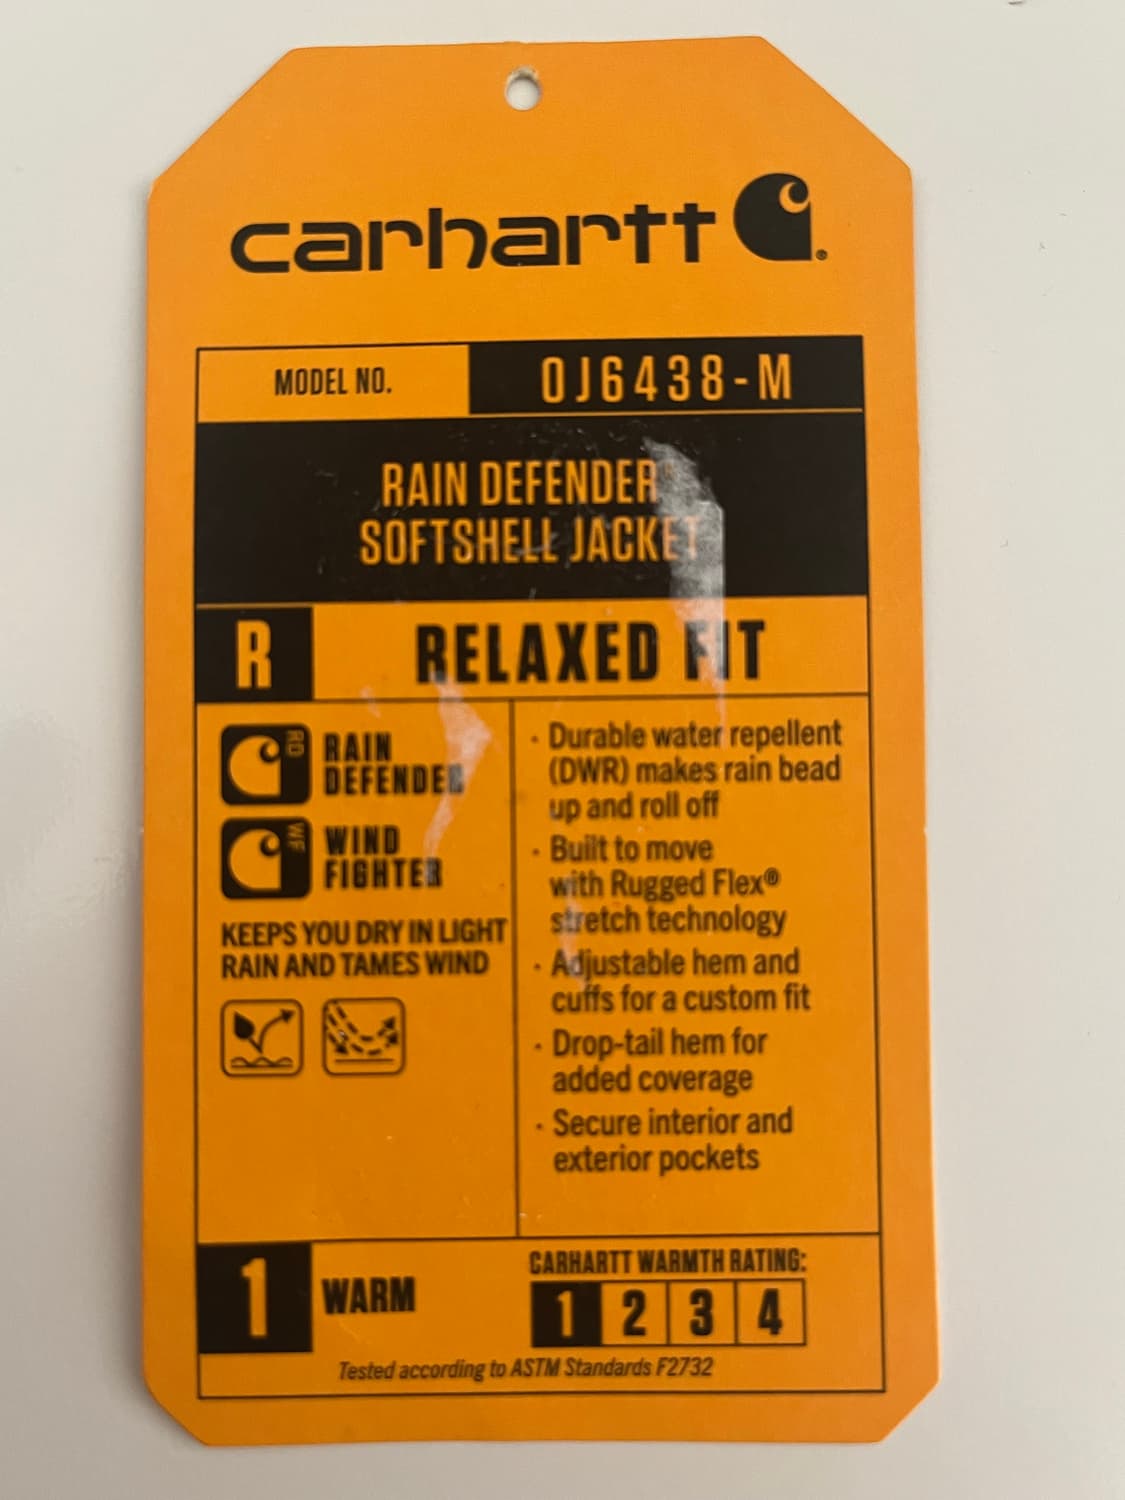 carhartt
MODEL NO.
OJ6438-M
RAIN DEFENDER
SOFTSHELL JACKET
R
RELAXED FIT
RD
RAIN
DEFENDER
WF
WIND
FIGHTER
KEEPS YOU DRY IN LIGHT
RAIN AND TAMES WIND
· Durable water repellent
(DWR) makes rain bead
up and roll off
· Built to move
with Rugged Flex®
stretch technology
· Adjustable hem and
cuffs for a custom fit
· Drop-tail hem for
added coverage
· Secure interior and
exterior pockets
1
WARM
CARHARTT WARMTH RATING:
1 2 3 4
Tested according to ASTM Standards F2732